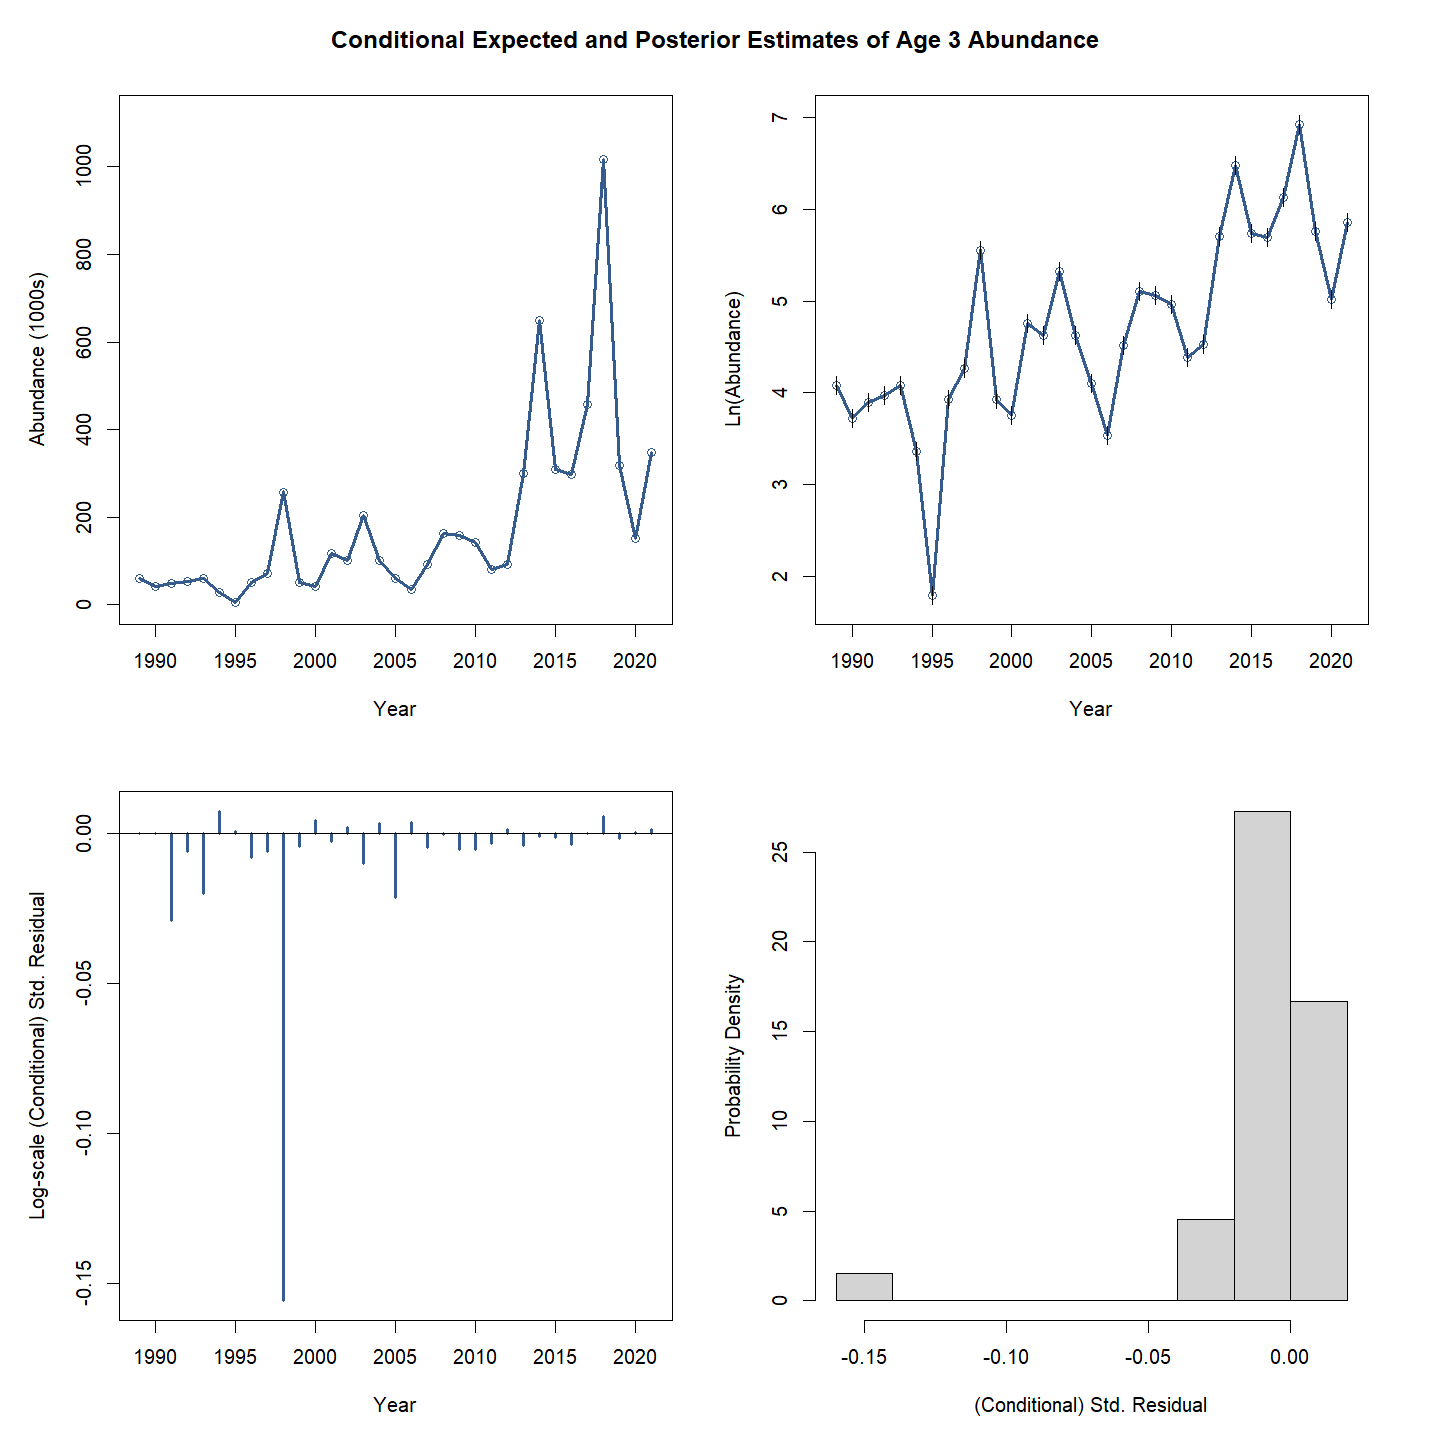 Conditional Expected and Posterior Estimates of Age 3 Abundance
Abundance (1000s)
0
200
400
600
800
1000
1990 1995 2000 2005 2010 2015 2020
Year
Ln(Abundance)
2
3
4
5
6
7
1990 1995 2000 2005 2010 2015 2020
Year
Log-scale (Conditional) Std. Residual
-0.15
-0.10
-0.05
0.00
1990 1995 2000 2005 2010 2015 2020
Year
Probability Density
0
5
10
15
20
25
-0.15 -0.10 -0.05 0.00
(Conditional) Std. Residual